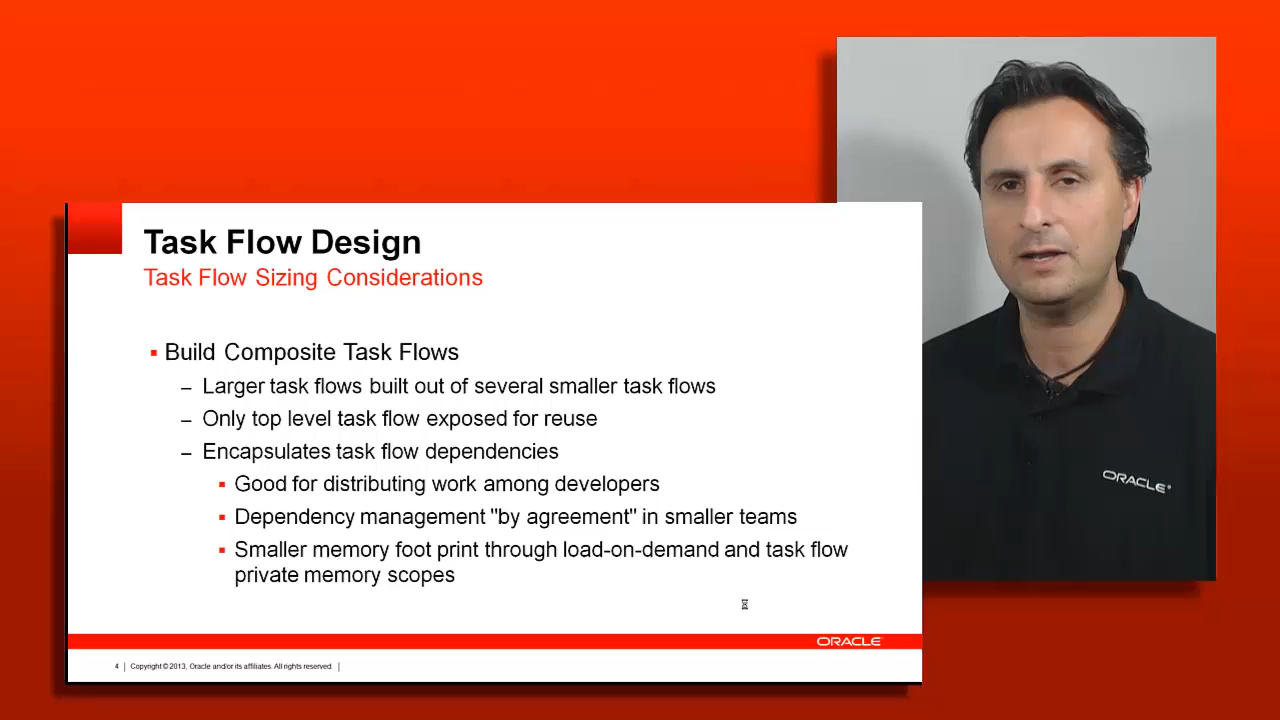 Task Flow Design
Task Flow Sizing Considerations
▪ Build Composite Task Flows
– Larger task flows built out of several smaller task flows
– Only top level task flow exposed for reuse
– Encapsulates task flow dependencies
▪ Good for distributing work among developers
▪ Dependency management "by agreement" in smaller teams
▪ Smaller memory foot print through load-on-demand and task flow
private memory scopes
ORACLE
4 | Copyright © 2013, Oracle and/or its affiliates. All rights reserved. |
ORACLE®